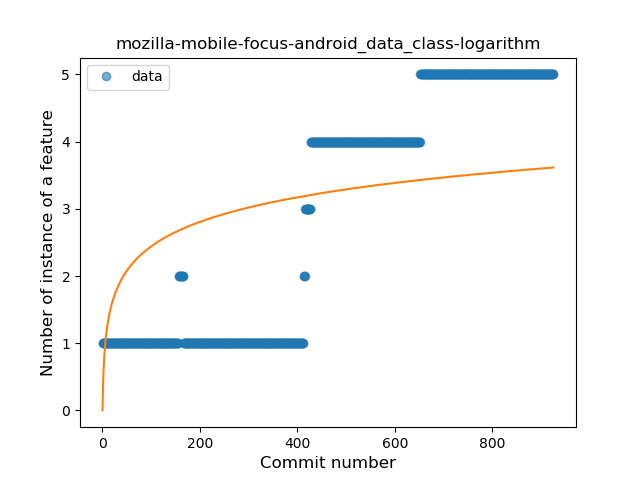 mozilla-mobile-focus-android_data_class-logarithm
data
Number of instance of a feature
5
4
3
2
1
0
0 200 400 600 800
Commit number